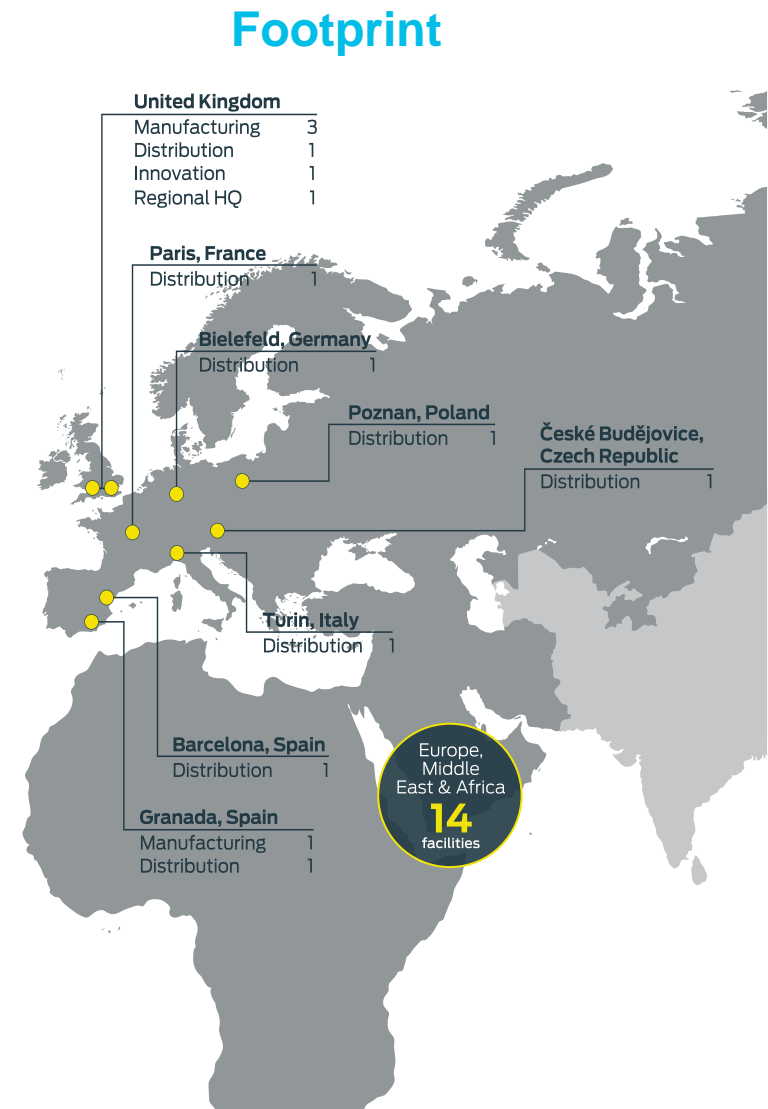 Footprint
United Kingdom
Manufacturing 3
Distribution 1
Innovation 1
Regional HQ 1
Paris, France
Distribution 1
Bielefeld, Germany
Distribution 1
Poznan, Poland
Distribution 1
České Budějovice,
Czech Republic
Distribution 1
Turin, Italy
Distribution 1
Barcelona, Spain
Distribution 1
Granada, Spain
Manufacturing 1
Distribution 1
Europe,
Middle
East & Africa
14
facilities